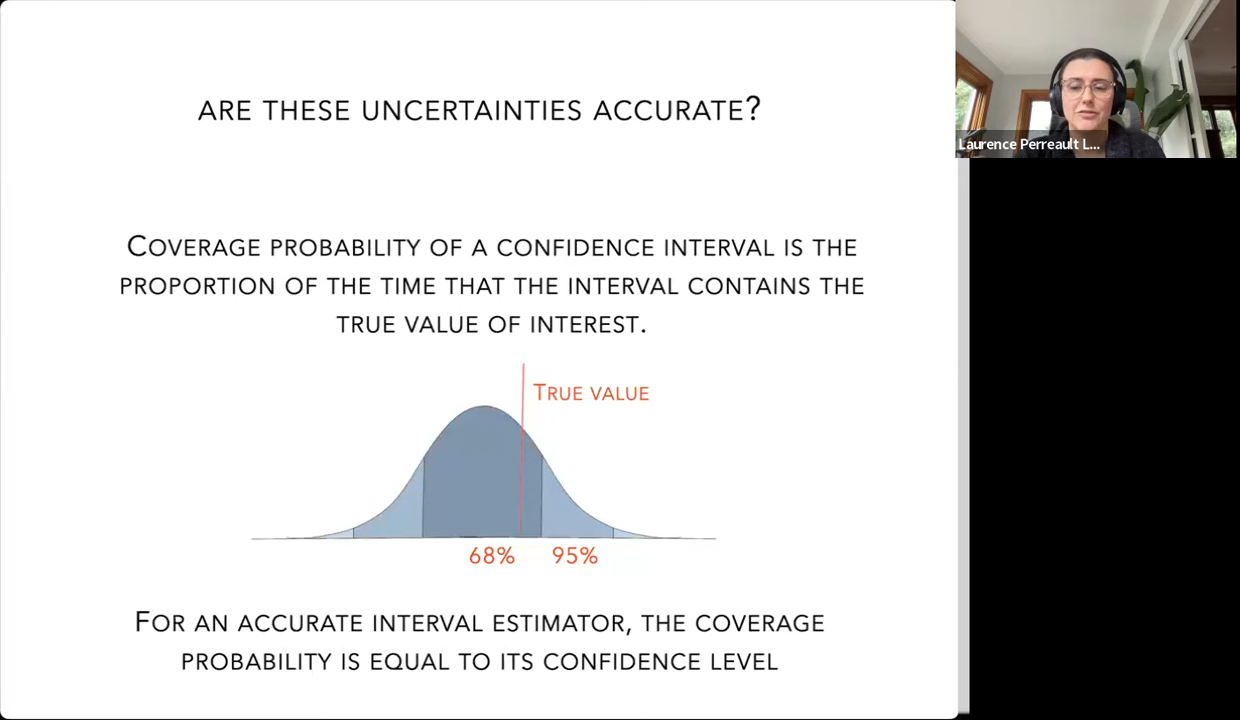 ARE THESE UNCERTAINTIES ACCURATE?
COVERAGE PROBABILITY OF A CONFIDENCE INTERVAL IS THE
PROPORTION OF THE TIME THAT THE INTERVAL CONTAINS THE
TRUE VALUE OF INTEREST.
TRUE VALUE
68% 95%
FOR AN ACCURATE INTERVAL ESTIMATOR, THE COVERAGE
PROBABILITY IS EQUAL TO ITS CONFIDENCE LEVEL
Laurence Perreault L...